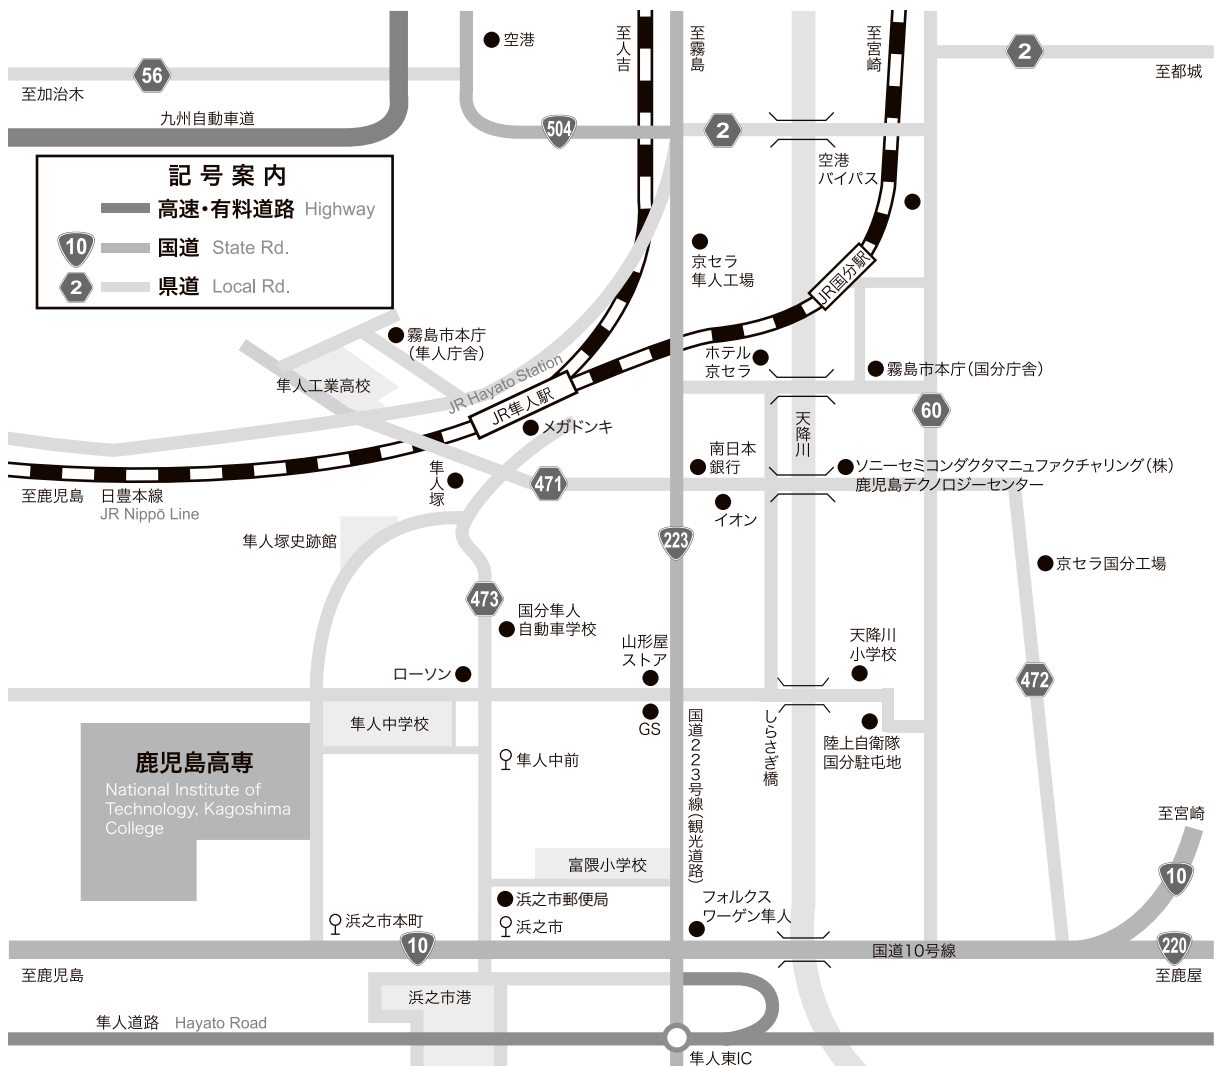 空港
至人吉
至霧島
至宮崎
2
至都城
56
至加治木
九州自動車道
504
2
空港
バイパス
記号案内
高速・有料道路 Highway
10 国道 State Rd.
2 県道 Local Rd.
京セラ
隼人工場
JR国分駅
霧島市本庁
（隼人庁舎）
隼人工業高校
JR Hayato Station
JR隼人駅
メガドンキ
ホテル
京セラ
霧島市本庁（国分庁舎）
60
天降川
南日本
銀行
ソニーセミコンダクタマニュファクチャリング（株）
鹿児島テクノロジーセンター
イオン
隼人塚
471
至鹿児島
日豊本線
JR Nippō Line
隼人塚史跡館
223
京セラ国分工場
473
国分隼人
自動車学校
山形屋
ストア
天降川
小学校
ローソン
472
隼人中学校
GS
国道223号線（観光道路）
しらさぎ橋
陸上自衛隊
国分駐屯地
鹿児島高専
National Institute of
Technology, Kagoshima
College
隼人中前
至宮崎
富隈小学校
10
浜之市郵便局
フォルクス
ワーゲン隼人
浜之市本町
浜之市
10
国道10号線
220
至鹿児島
至鹿屋
浜之市港
隼人道路 Hayato Road
隼人東IC